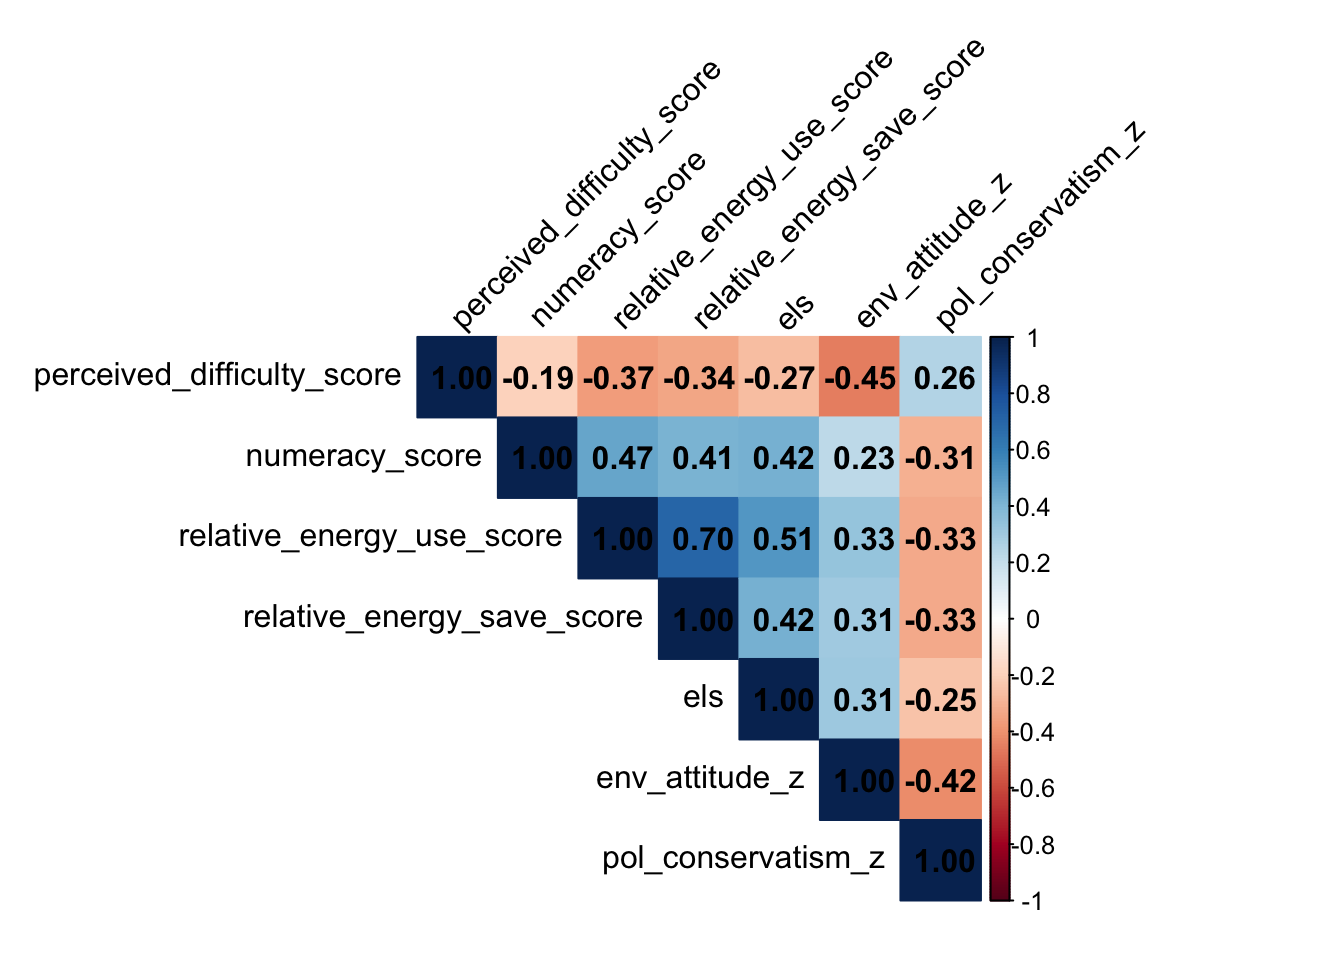 perceived_difficulty_score
numeracy_score
relative_energy_use_score
relative_energy_save_score
els
env_attitude_z
pol_conservatism_z
perceived_difficulty_score 1.00 -0.19 -0.37 -0.34 -0.27 -0.45 0.26
numeracy_score 1.00 0.47 0.41 0.42 0.23 -0.31
relative_energy_use_score 1.00 0.70 0.51 0.33 -0.33
relative_energy_save_score 1.00 0.42 0.31 -0.33
els 1.00 0.31 -0.25
env_attitude_z 1.00 -0.42
pol_conservatism_z 1.00
1
0.8
0.6
0.4
0.2
0
-0.2
-0.4
-0.6
-0.8
-1